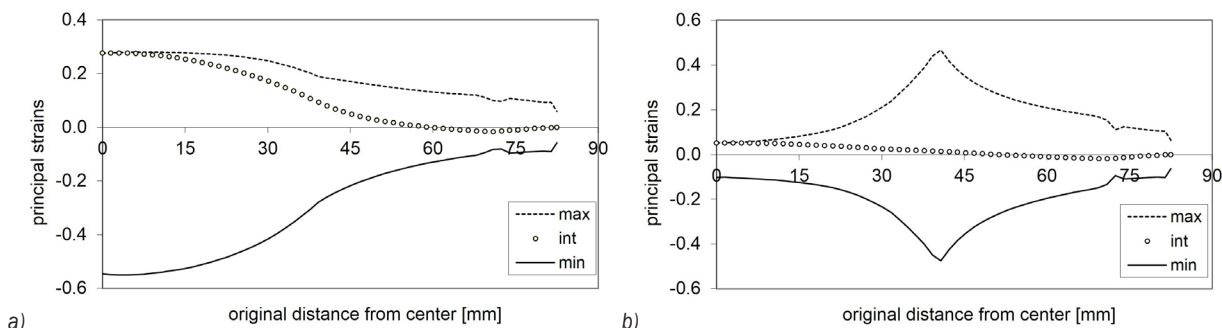 0.4
0.2
0.0
-0.2
-0.4
-0.6
principal strains
0 15 30 45 60 75 90
max
int
min
original distance from center [mm]
a)
0.6
0.4
0.2
0.0
-0.2
-0.4
-0.6
principal strains
0 15 30 45 60 75 90
max
int
min
original distance from center [mm]
b)